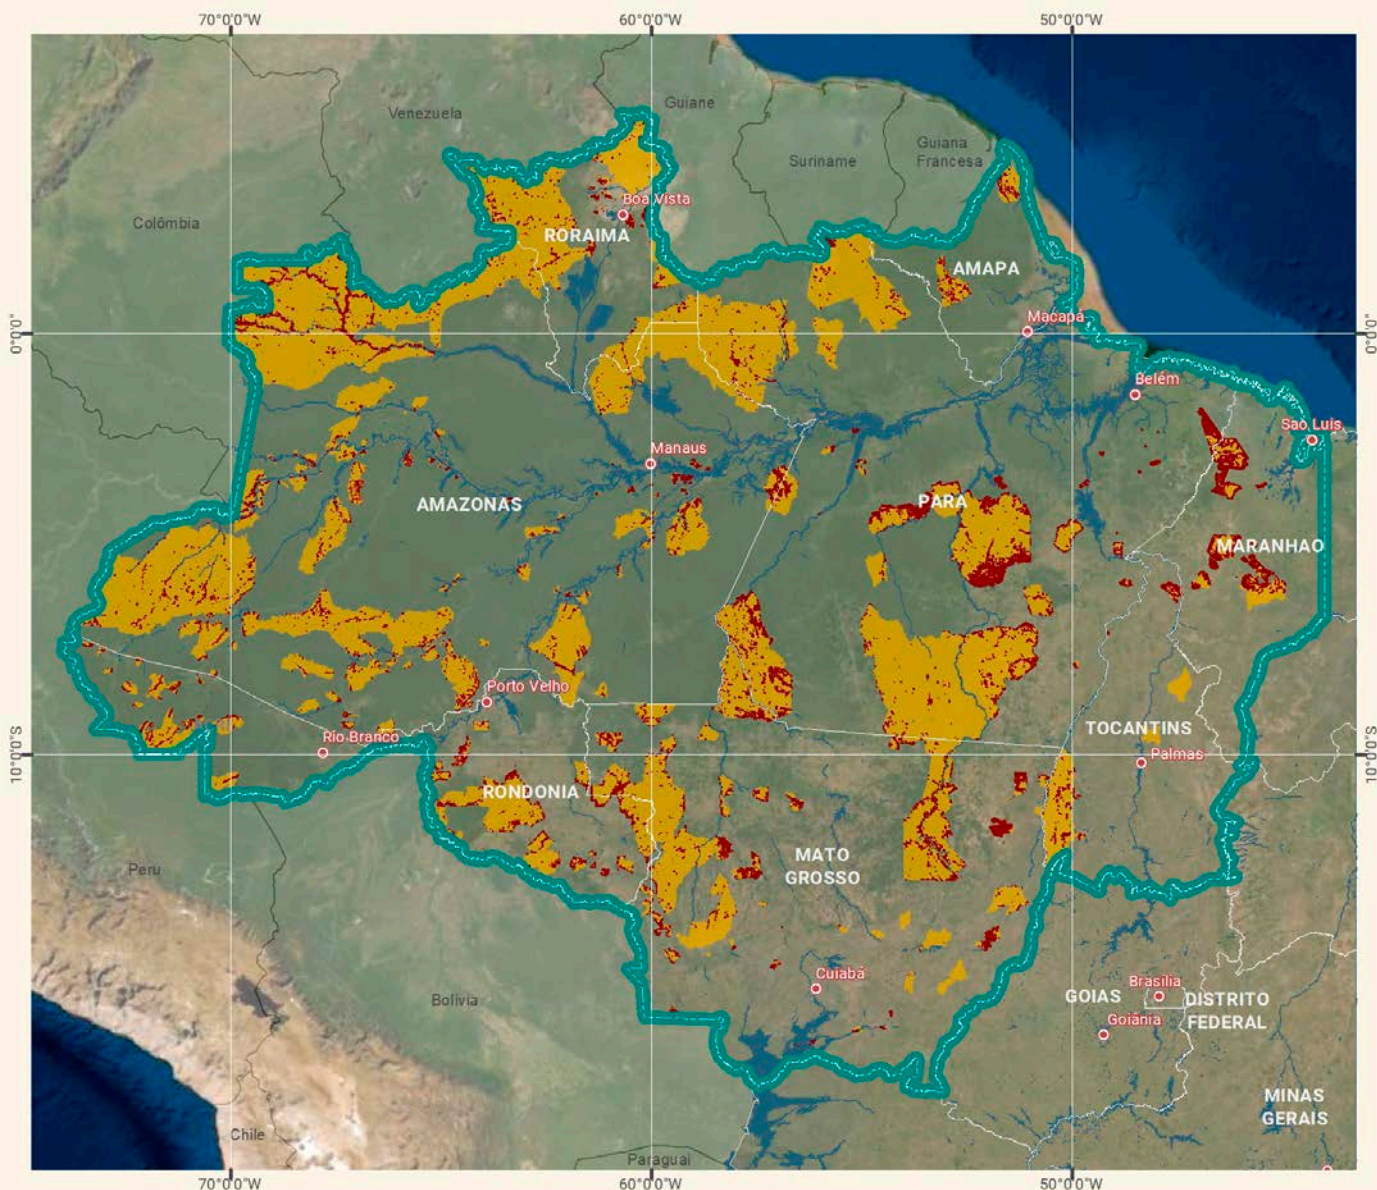 70°0'0"W
60°0'0"W
50°0'0"W
Venezuela
Guiane
Suriname
Guiana
Francesa
Colômbia
Boa Vista
RORAIMA
AMAPA
0°0'0"
Macapá
0°0'0"
Belém
Sao Luis
Manaus
AMAZONAS
PARA
MARANHAO
Porto Velho
Rio Branco
TOCANTINS
Palmas
10°0'0"S
10°0'0"S
RONDONIA
MATO
GROSSO
Peru
Cuiabá
Brasília
GOIAS
DISTRITO
FEDERAL
Goiânia
Bolivia
MINAS
GERAIS
Chile
Paraguai
70°0'0"W
60°0'0"W
50°0'0"W